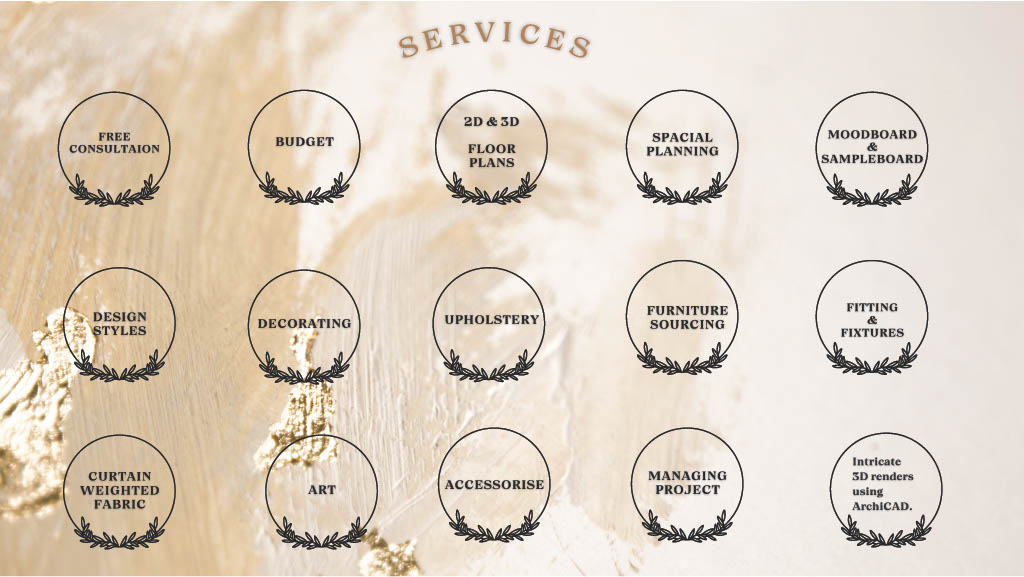 SERVICES
FREE
CONSULTAION
BUDGET
2D & 3D
FLOOR
PLANS
SPACIAL
PLANNING
MOODBOARD
&
SAMPLEBOARD
DESIGN
STYLES
DECORATING
UPHOLSTERY
FURNITURE
SOURCING
FITTING
&
FIXTURES
CURTAIN
WEIGHTED
FABRIC
ART
ACCESSORISE
MANAGING
PROJECT
Intricate
3D renders
using
ArchiCAD.